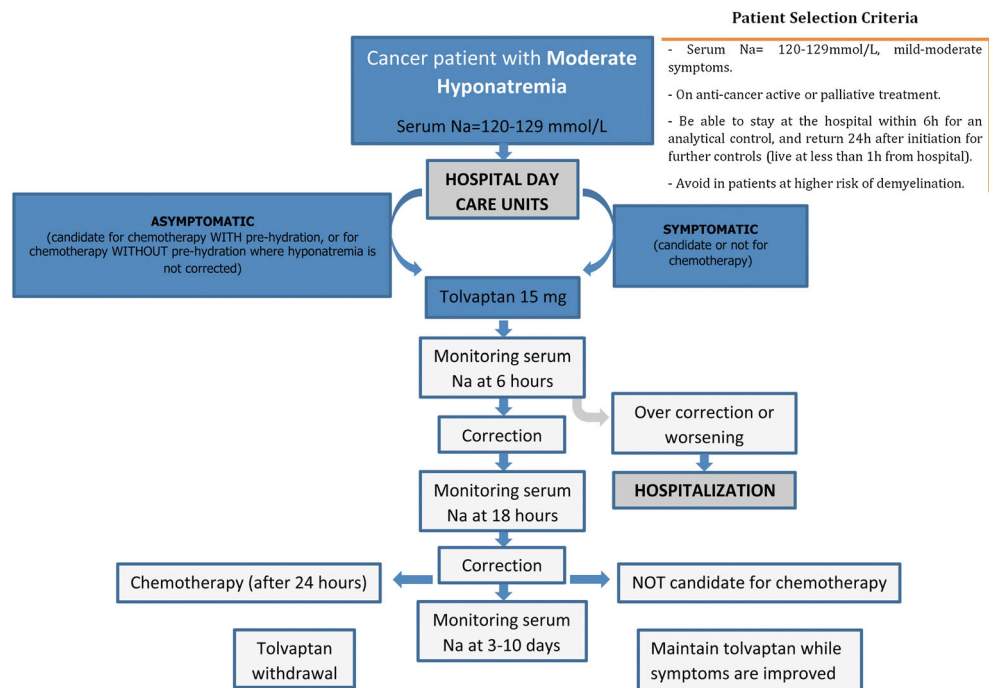 Patient Selection Criteria
- Serum Na= 120-129mmol/L, mild-moderate
symptoms.
- On anti-cancer active or palliative treatment.
- Be able to stay at the hospital within 6h for an
analytical control, and return 24h after initiation for
further controls (live at less than 1h from hospital).
- Avoid in patients at higher risk of demyelination.
Cancer patient with Moderate
Hyponatremia
Serum Na=120-129 mmol/L
HOSPITAL DAY
CARE UNITS
ASYMPTOMATIC
(candidate for chemotherapy WITH pre-hydration, or for
chemotherapy WITHOUT pre-hydration where hyponatremia is
not corrected)
SYMPTOMATIC
(candidate or not for
chemotherapy)
Tolvaptan 15 mg
Monitoring serum
Na at 6 hours
Over correction or
worsening
Correction
HOSPITALIZATION
Monitoring serum
Na at 18 hours
Correction
Chemotherapy (after 24 hours)
NOT candidate for chemotherapy
Monitoring serum
Na at 3-10 days
Tolvaptan
withdrawal
Maintain tolvaptan while
symptoms are improved